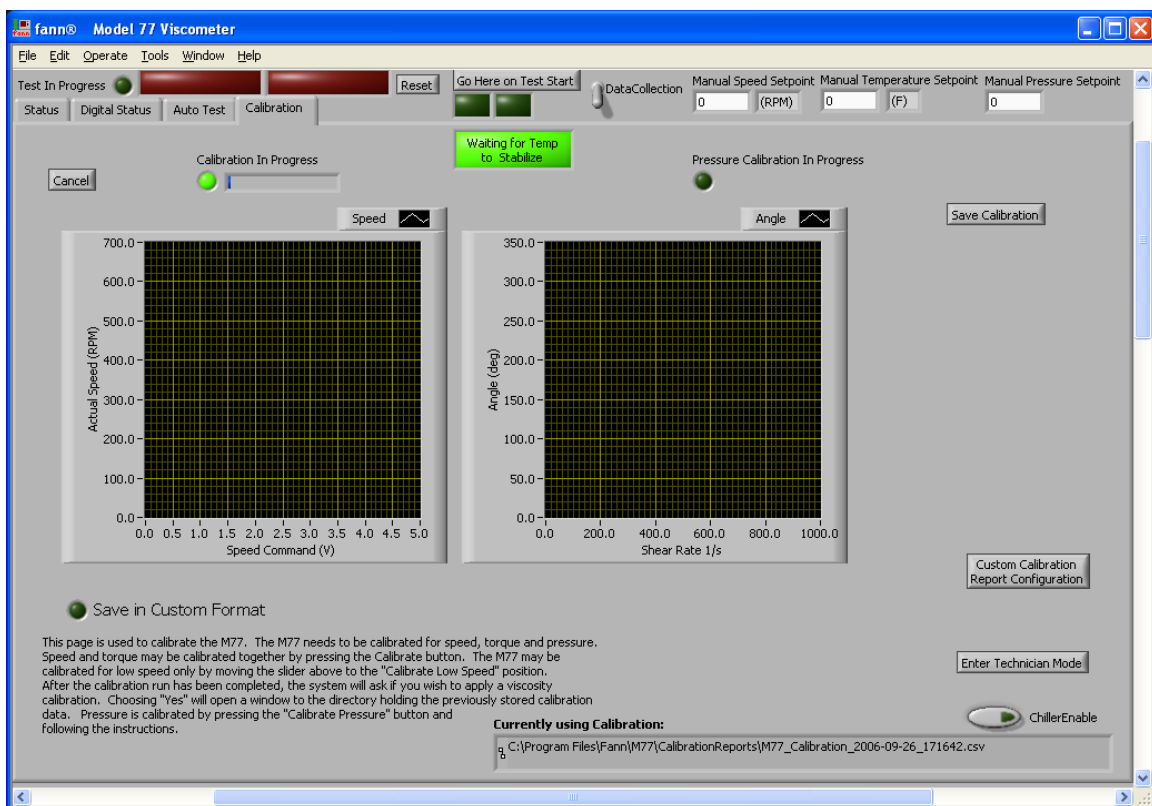 fann® Model 77 Viscometer
File Edit Operate Tools Window Help
Test In Progress
Reset
Go Here on Test Start
DataCollection
Manual Speed Setpoint
0
(RPM)
Manual Temperature Setpoint
0
(F)
Manual Pressure Setpoint
0
Status
Digital Status
Auto Test
Calibration
Waiting for Temp
to Stabilize
Calibration In Progress
Cancel
Pressure Calibration In Progress
Save Calibration
Speed
700.0
600.0
500.0
400.0
300.0
200.0
100.0
0.0
Actual Speed (RPM)
0.0 0.5 1.0 1.5 2.0 2.5 3.0 3.5 4.0 4.5 5.0
Speed Command (V)
Angle
350.0
300.0
250.0
200.0
150.0
100.0
50.0
0.0
Angle (deg)
0.0 200.0 400.0 600.0 800.0 1000.0
Shear Rate 1/s
Custom Calibration
Report Configuration
Save in Custom Format
This page is used to calibrate the M77. The M77 needs to be calibrated for speed, torque and pressure.
Speed and torque may be calibrated together by pressing the Calibrate button. The M77 may be
calibrated for low speed only by moving the slider above to the "Calibrate Low Speed" position.
After the calibration run has been completed, the system will ask if you wish to apply a viscosity
calibration. Choosing "Yes" will open a window to the directory holding the previously stored calibration
data. Pressure is calibrated by pressing the "Calibrate Pressure" button and
following the instructions.
Enter Technician Mode
ChillerEnable
Currently using Calibration:
C:\Program Files\Fann\M77\CalibrationReports\M77_Calibration_2006-09-26_171642.csv